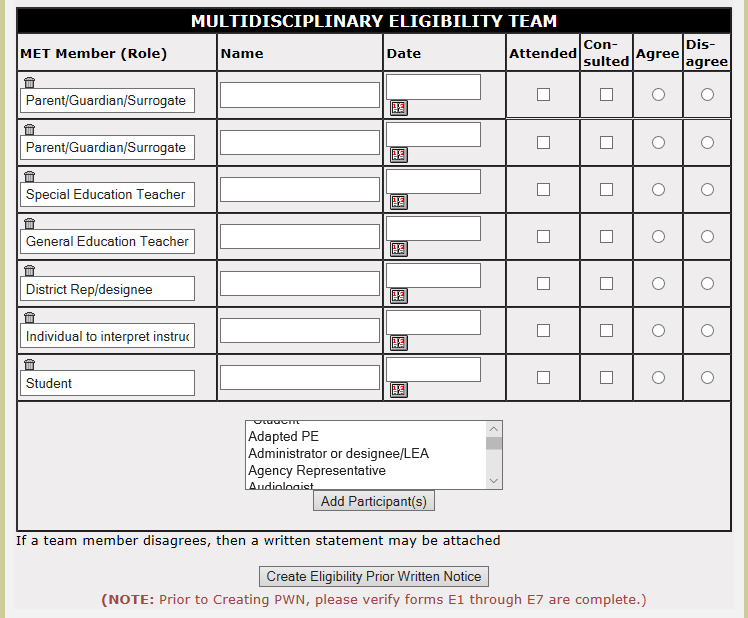 MULTIDISCIPLINARY ELIGIBILITY TEAM
MET Member (Role) Name Date Attended Con-sulted Agree Dis-agree
Parent/Guardian/Surrogate
Parent/Guardian/Surrogate
Special Education Teacher
General Education Teacher
District Rep/designee
Individual to interpret instruc
Student
Student
Adapted PE
Administrator or designee/LEA
Agency Representative
Audiologist
Add Participant(s)
If a team member disagrees, then a written statement may be attached
Create Eligibility Prior Written Notice
(NOTE: Prior to Creating PWN, please verify forms E1 through E7 are complete.)